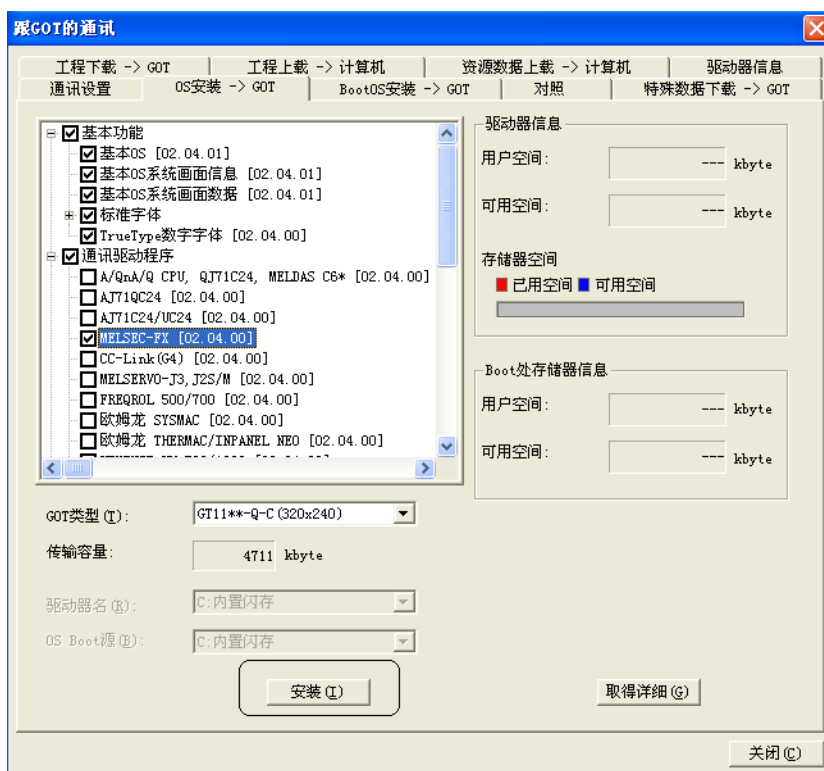 跟GOT的通讯
工程下载 -> GOT
工程上载 -> 计算机
资源数据上载 -> 计算机
驱动器信息
通讯设置
OS安装 -> GOT
BootOS安装 -> GOT
对照
特殊数据下载 -> GOT
基本功能
基本OS [02.04.01]
基本OS系统画面信息 [02.04.01]
基本OS系统画面数据 [02.04.01]
标准字体
TrueType数字字体 [02.04.00]
通讯驱动程序
A/QnA/Q CPU, QJ71C24, MELDAS C6* [02.04.00]
AJ71QC24 [02.04.00]
AJ71C24/UC24 [02.04.00]
MELSEC-FX [02.04.00]
CC-Link(G4) [02.04.00]
MELSERVO-J3,J2S/M [02.04.00]
FREQROL 500/700 [02.04.00]
欧姆龙 SYSMAC [02.04.00]
欧姆龙 THERMAC/INPANEL NEO [02.04.00]
驱动器信息
用户空间:
--- kbyte
可用空间:
--- kbyte
存储器空间
已用空间 可用空间
Boot处存储器信息
用户空间:
--- kbyte
可用空间:
--- kbyte
GOT类型(T):
GT11**-Q-C(320x240)
传输容量:
4711 kbyte
驱动器名(R):
C:内置闪存
OS Boot源(B):
C:内置闪存
安装(I)
取得详细(G)
关闭(C)